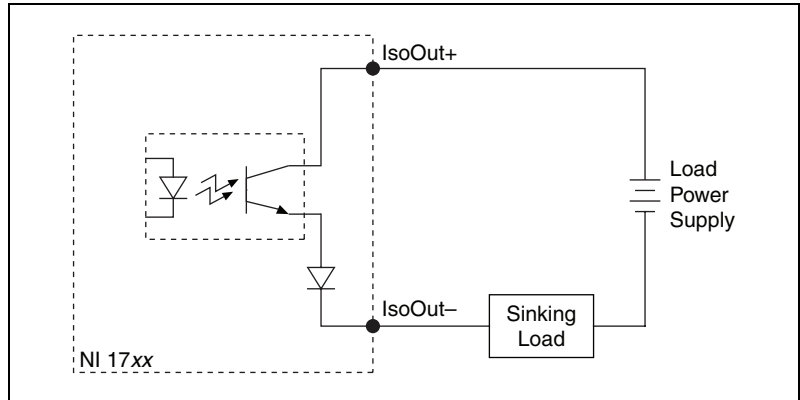 IsoOut+
Load
Power
Supply
IsoOut–
Sinking
Load
NI 17xx